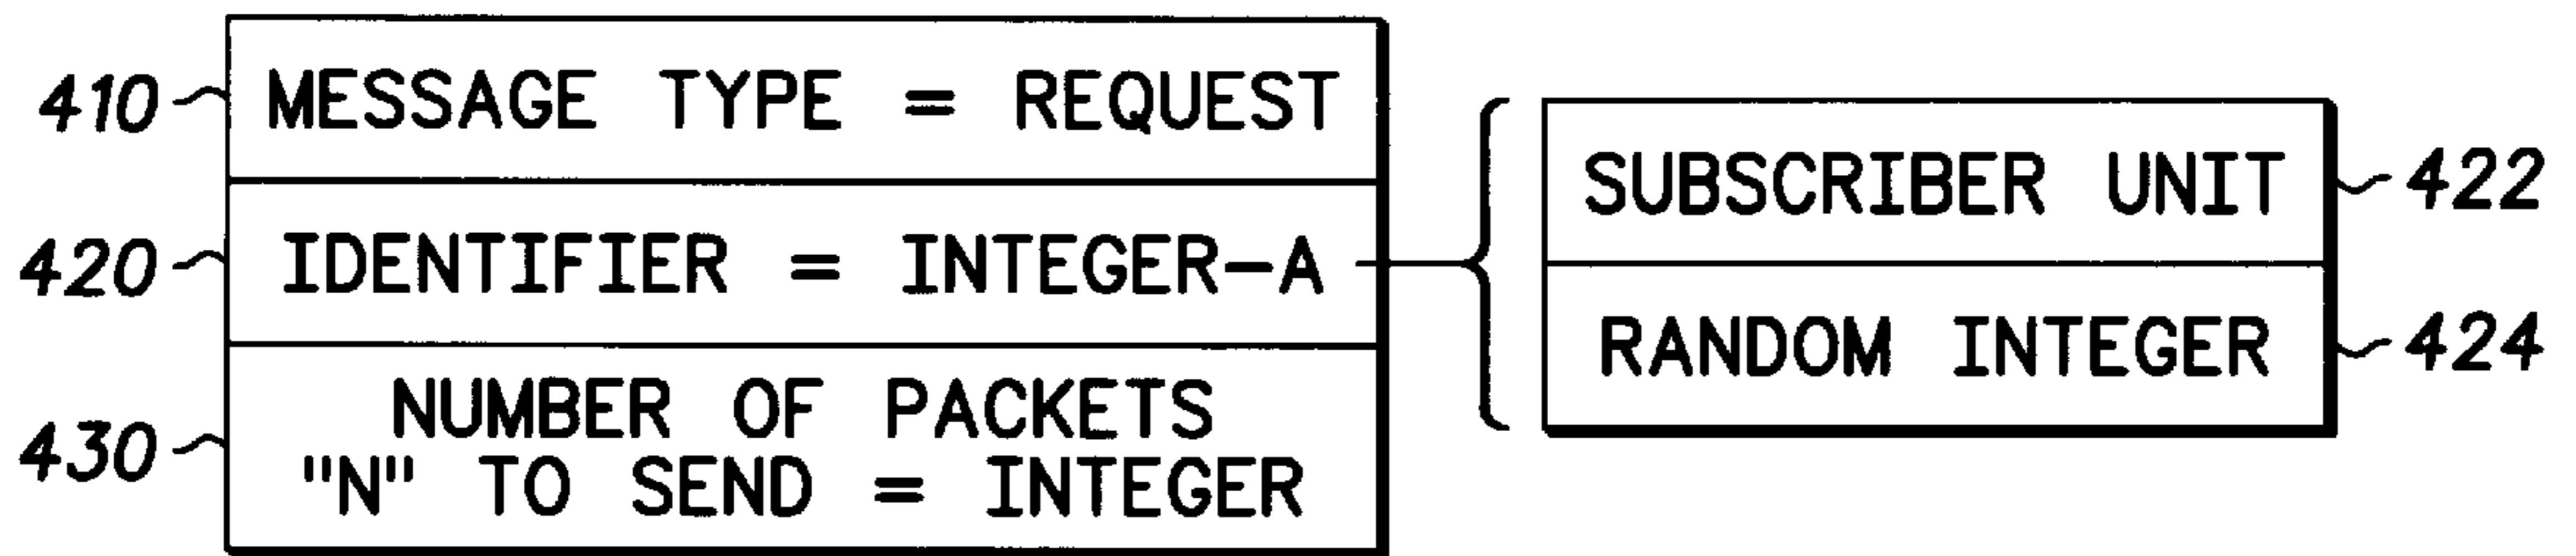 410
MESSAGE TYPE = REQUEST
420
IDENTIFIER = INTEGER-A
430
NUMBER OF PACKETS
"N" TO SEND = INTEGER
SUBSCRIBER UNIT
422
RANDOM INTEGER
424